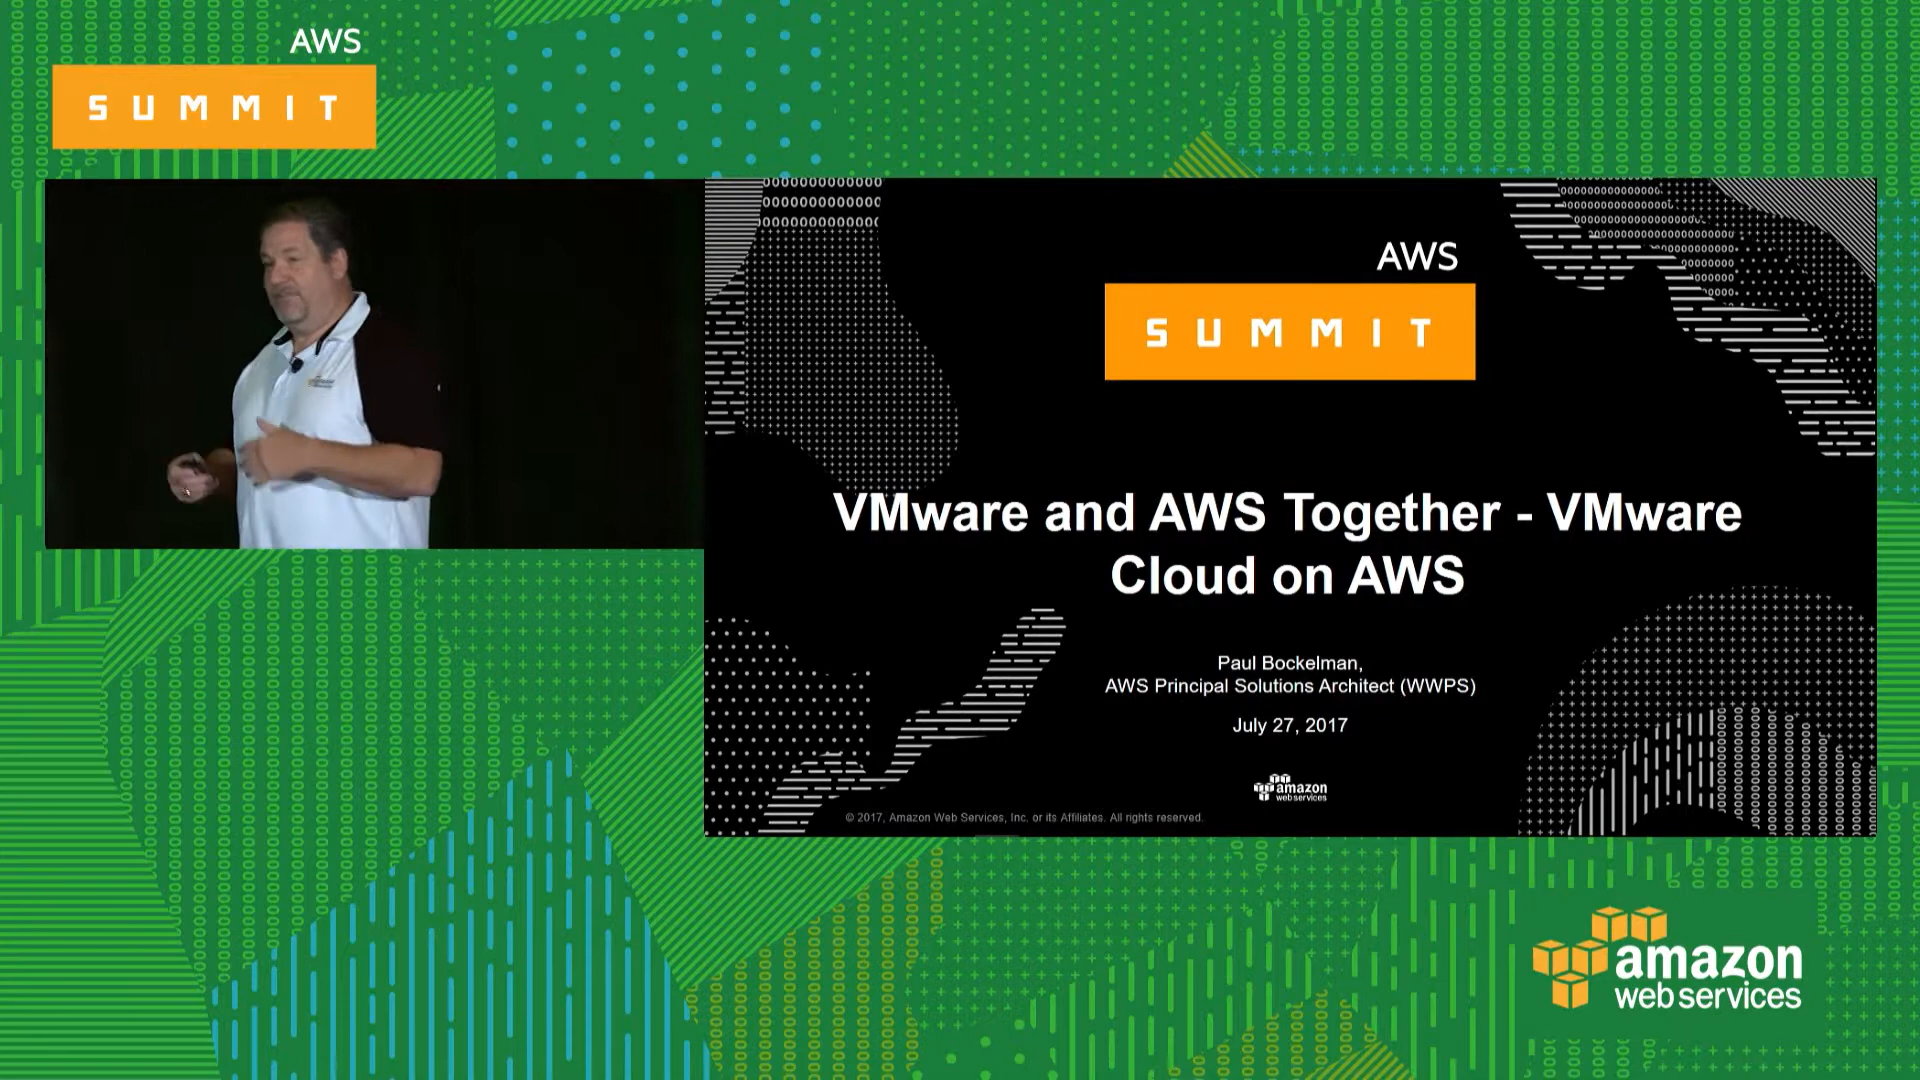 AWS
SUMMIT
AWS
SUMMIT
VMware and AWS Together - VMware
Cloud on AWS
Paul Bockelman,
AWS Principal Solutions Architect (WWPS)
July 27, 2017
amazon
web services
© 2017, Amazon Web Services, Inc. or its Affiliates. All rights reserved.
amazon
web services